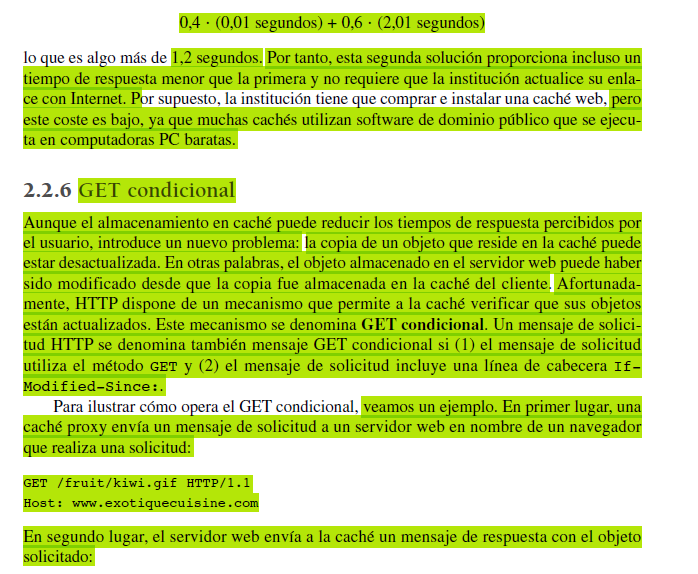 0,4 · (0,01 segundos) + 0,6 · (2,01 segundos)
lo que es algo más de 1,2 segundos. Por tanto, esta segunda solución proporciona incluso un
tiempo de respuesta menor que la primera y no requiere que la institución actualice su enla-
ce con Internet. Por supuesto, la institución tiene que comprar e instalar una caché web, pero
este coste es bajo, ya que muchas cachés utilizan software de dominio público que se ejecu-
ta en computadoras PC baratas.
2.2.6 GET condicional
Aunque el almacenamiento en caché puede reducir los tiempos de respuesta percibidos por
el usuario, introduce un nuevo problema: la copia de un objeto que reside en la caché puede
estar desactualizada. En otras palabras, el objeto almacenado en el servidor web puede haber
sido modificado desde que la copia fue almacenada en la caché del cliente. Afortunada-
mente, HTTP dispone de un mecanismo que permite a la caché verificar que sus objetos
están actualizados. Este mecanismo se denomina GET condicional. Un mensaje de solici-
tud HTTP se denomina también mensaje GET condicional si (1) el mensaje de solicitud
utiliza el método GET y (2) el mensaje de solicitud incluye una línea de cabecera If-
Modified-Since:.
Para ilustrar cómo opera el GET condicional, veamos un ejemplo. En primer lugar, una
caché proxy envía un mensaje de solicitud a un servidor web en nombre de un navegador
que realiza una solicitud:
GET /fruit/kiwi.gif HTTP/1.1
Host: www.exotiquecuisine.com
En segundo lugar, el servidor web envía a la caché un mensaje de respuesta con el objeto
solicitado: